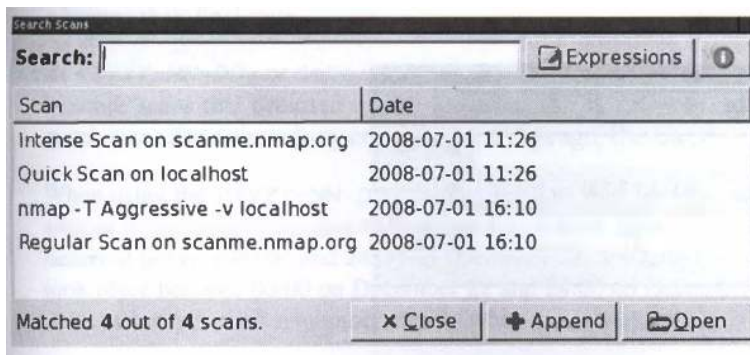 Search Scans
Search: Expressions
Scan Date
Intense Scan on scanme.nmap.org 2008-07-01 11:26
Quick Scan on localhost 2008-07-01 11:26
nmap -T Aggressive -v localhost 2008-07-01 16:10
Regular Scan on scanme.nmap.org 2008-07-01 16:10
Matched 4 out of 4 scans. Close Append Open